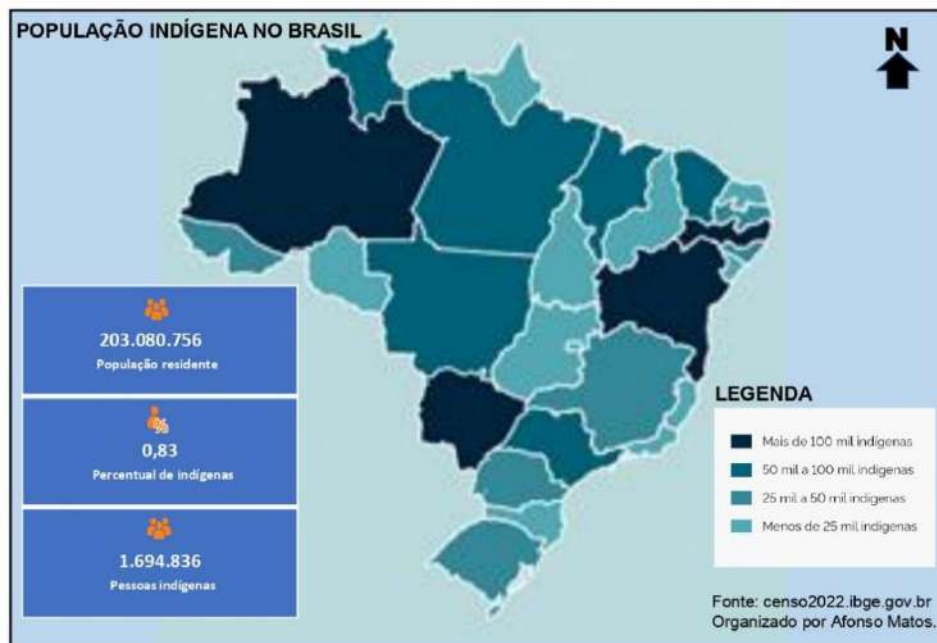 POPULAÇÃO INDÍGENA NO BRASIL
N
203.080.756
População residente
%
0,83
Percentual de indígenas
1.694.836
Pessoas indígenas
LEGENDA
Mais de 100 mil indígenas
50 mil a 100 mil indígenas
25 mil a 50 mil indígenas
Menos de 25 mil indígenas
Fonte: censo2022.ibge.gov.br
Organizado por Afonso Matos.